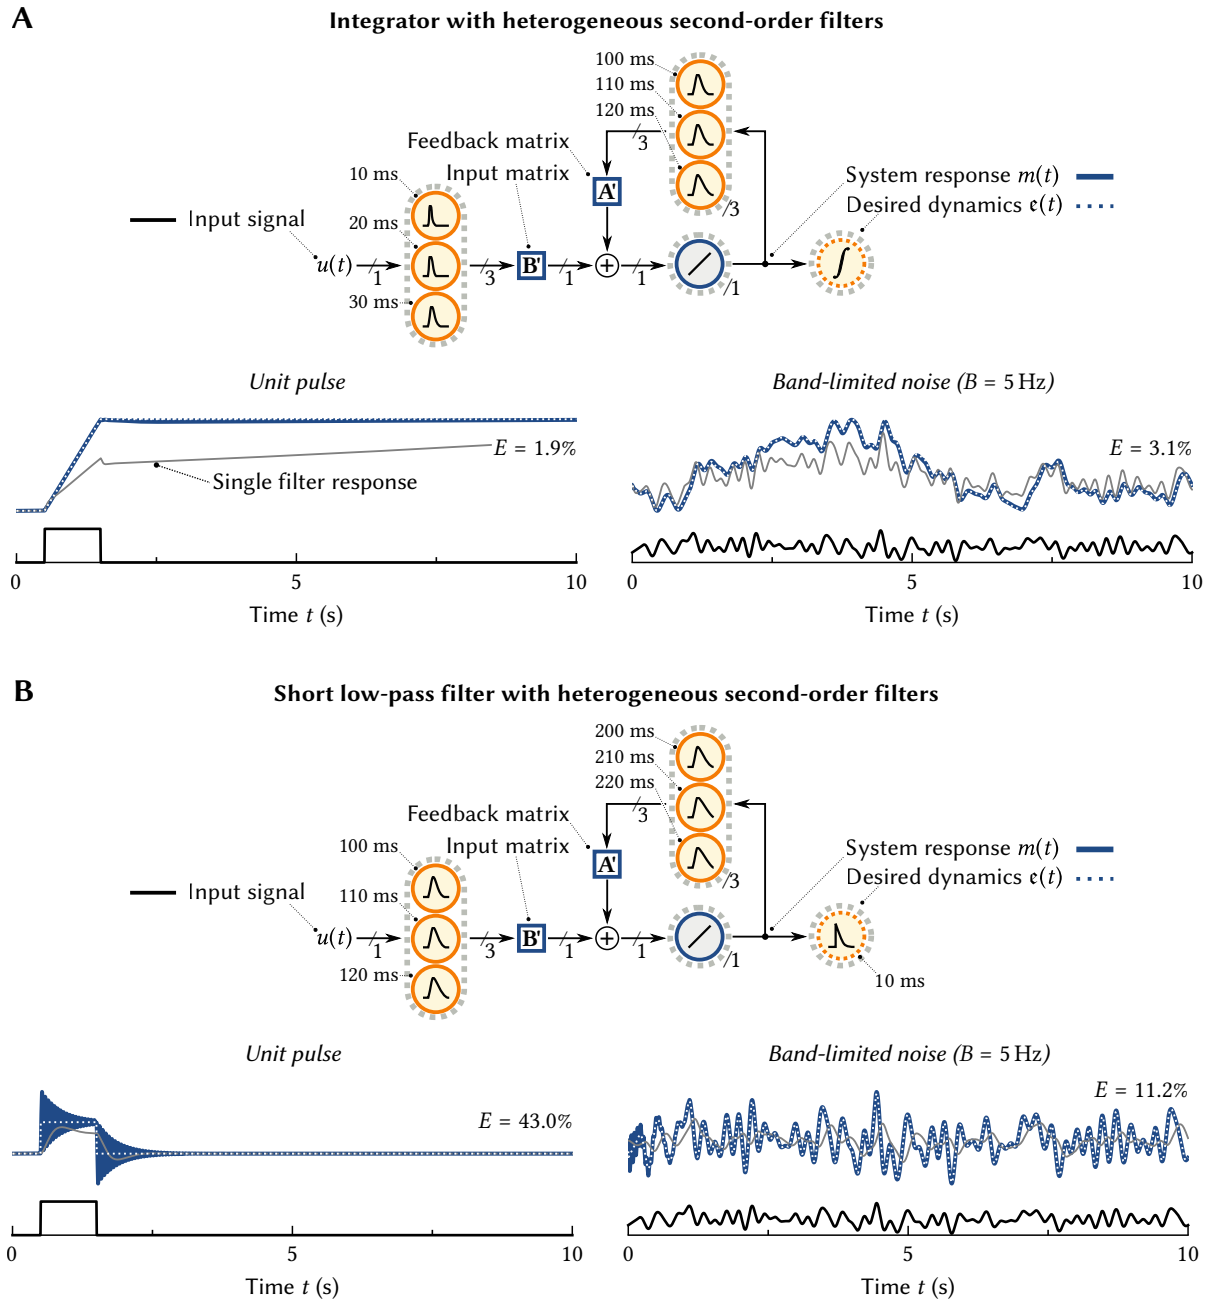 A
Integrator with heterogeneous second-order filters
100 ms
110 ms
120 ms
3
Feedback matrix
Input matrix
A'
/3
10 ms
20 ms
30 ms
Input signal
u(t)
1
3
B'
1
+
1
/1
System response m(t)
Desired dynamics 𝔢(t)
∫
Unit pulse
E = 1.9%
Single filter response
0
5
10
Time t (s)
Band-limited noise (B = 5 Hz)
E = 3.1%
0
5
10
Time t (s)
B
Short low-pass filter with heterogeneous second-order filters
200 ms
210 ms
220 ms
3
Feedback matrix
Input matrix
A'
/3
100 ms
110 ms
120 ms
Input signal
u(t)
1
3
B'
1
+
1
/1
System response m(t)
Desired dynamics 𝔢(t)
10 ms
Unit pulse
E = 43.0%
0
5
10
Time t (s)
Band-limited noise (B = 5 Hz)
E = 11.2%
0
5
10
Time t (s)